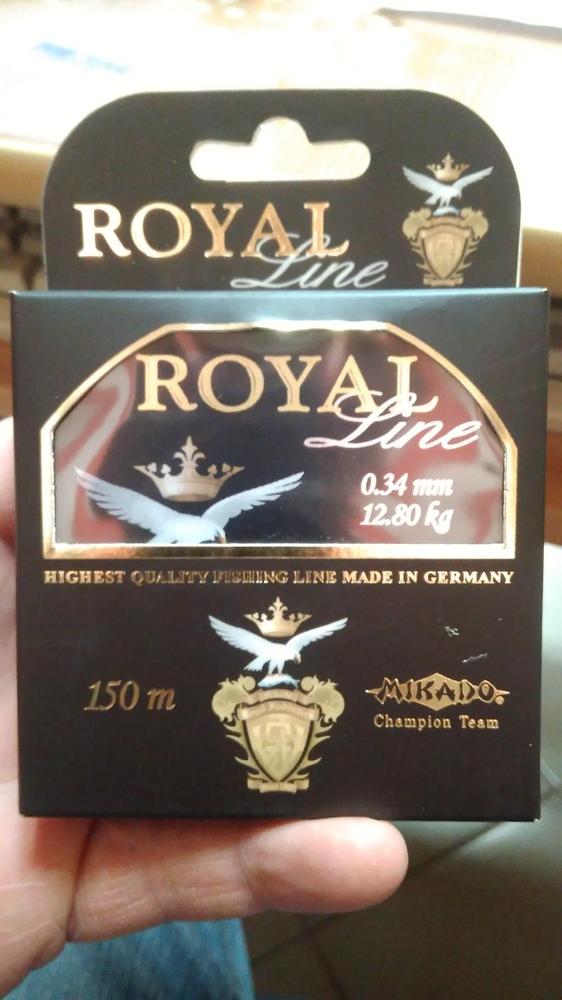 ROYAL
Line
ROYAL
Line
0.34 mm
12.80 kg
HIGHEST QUALITY FISHING LINE MADE IN GERMANY
150 m
MIKADO®
Champion Team